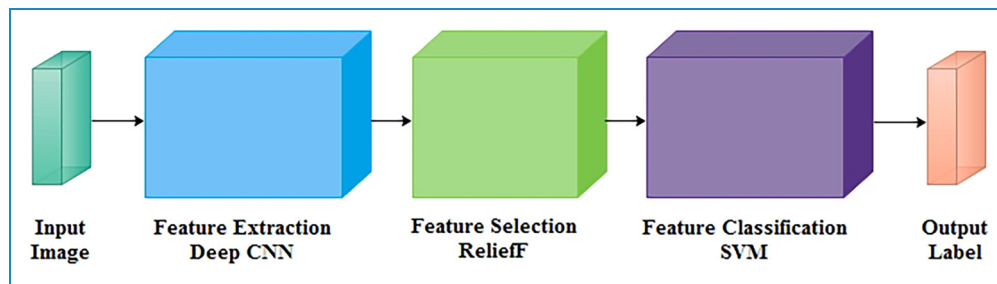 Input
Image
Feature Extraction
Deep CNN
Feature Selection
ReliefF
Feature Classification
SVM
Output
Label